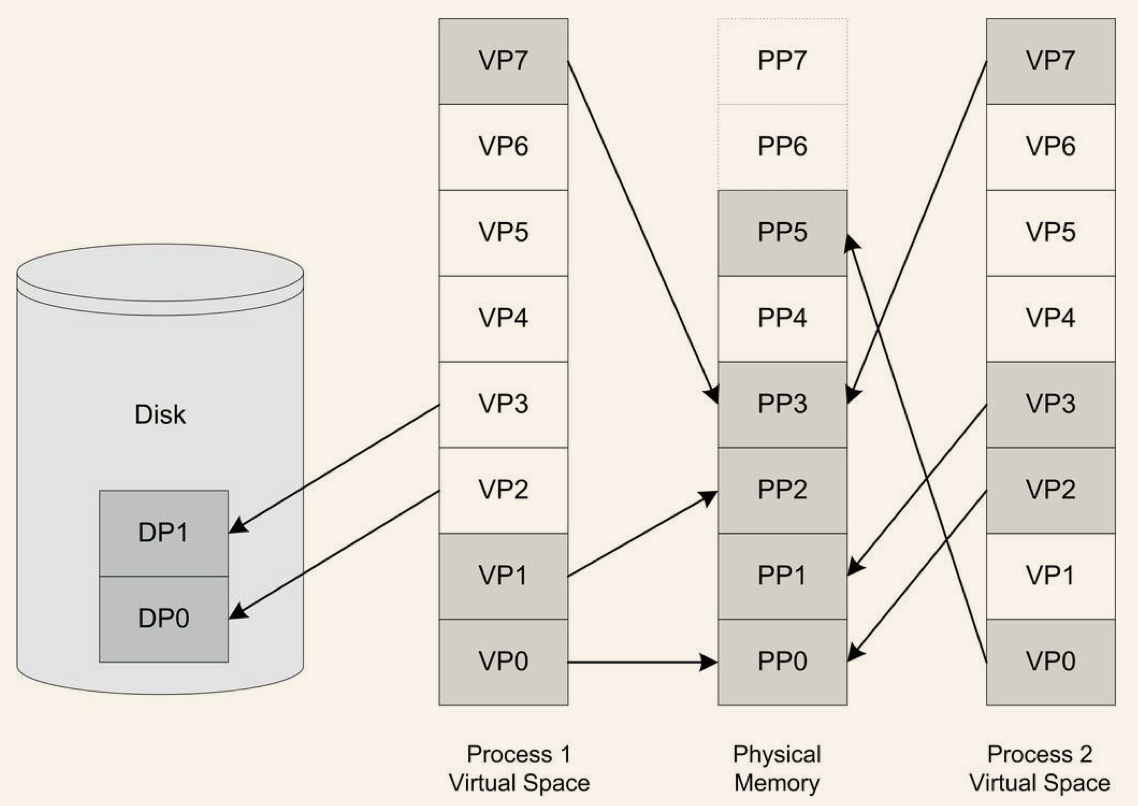 Disk
DP1
DP0
VP7
VP6
VP5
VP4
VP3
VP2
VP1
VP0
Process 1
Virtual Space
PP7
PP6
PP5
PP4
PP3
PP2
PP1
PP0
Physical
Memory
VP7
VP6
VP5
VP4
VP3
VP2
VP1
VP0
Process 2
Virtual Space